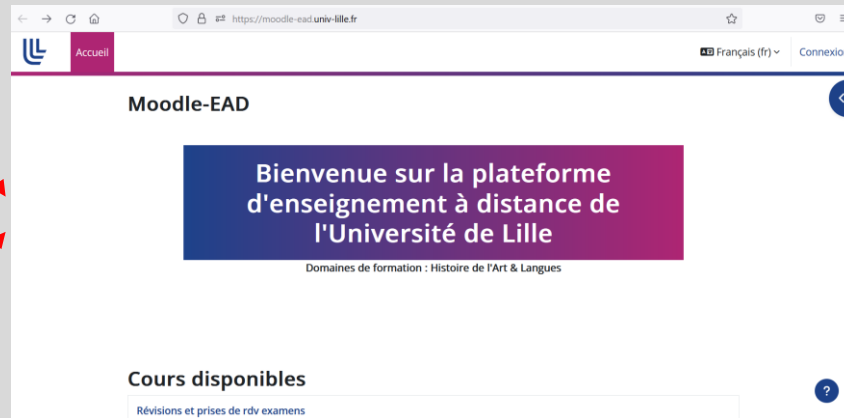 https://moodle-ead.univ-lille.fr
Accueil
Français (fr)
Connexio
Moodle-EAD
Bienvenue sur la plateforme
d'enseignement à distance de
l'Université de Lille
Domaines de formation : Histoire de l'Art & Langues
Cours disponibles
?
Révisions et prises de rdv examens